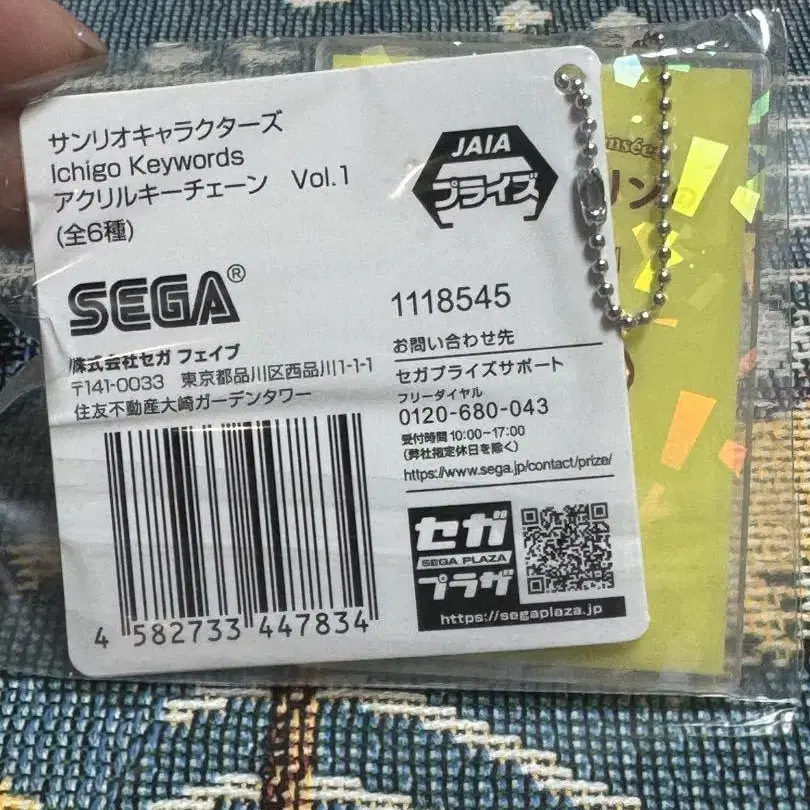 サンリオキャラクターズ
Ichigo Keywords
アクリルキーチェーン Vol.1
(全6種)
JAIA
プライズ
SEGA®
株式会社セガ フェイブ
〒141-0033 東京都品川区西品川1-1-1
住友不動産大崎ガーデンタワー
4 582733 447834
1118545
お問い合わせ先
セガプライズサポート
フリーダイヤル
0120-680-043
受付時間 10:00~17:00
(弊社指定休日を除く)
https://www.sega.jp/contact/prize/
セガ
SEGA PLAZA
プラザ
https://segaplaza.jp
リンの